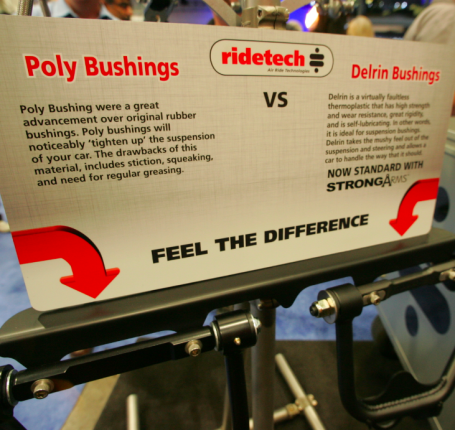 Poly Bushings
Poly Bushing were a great
advancement over original rubber
bushings. Poly bushings will
noticeably 'tighten up' the suspension
of your car. The drawbacks of this
material, includes stiction, squeaking,
and need for regular greasing.
ridetech
Air Ride Technologies
VS
Delrin Bushings
Delrin is a virtually faultless
thermoplastic that has high strength
and wear resistance, great rigidity,
and is self-lubricating. In other words,
it is ideal for suspension bushings.
Delrin takes the mushy feel out of the
suspension and steering and allows a
car to handle the way that it should.
NOW STANDARD WITH
STRONGARMS
FEEL THE DIFFERENCE